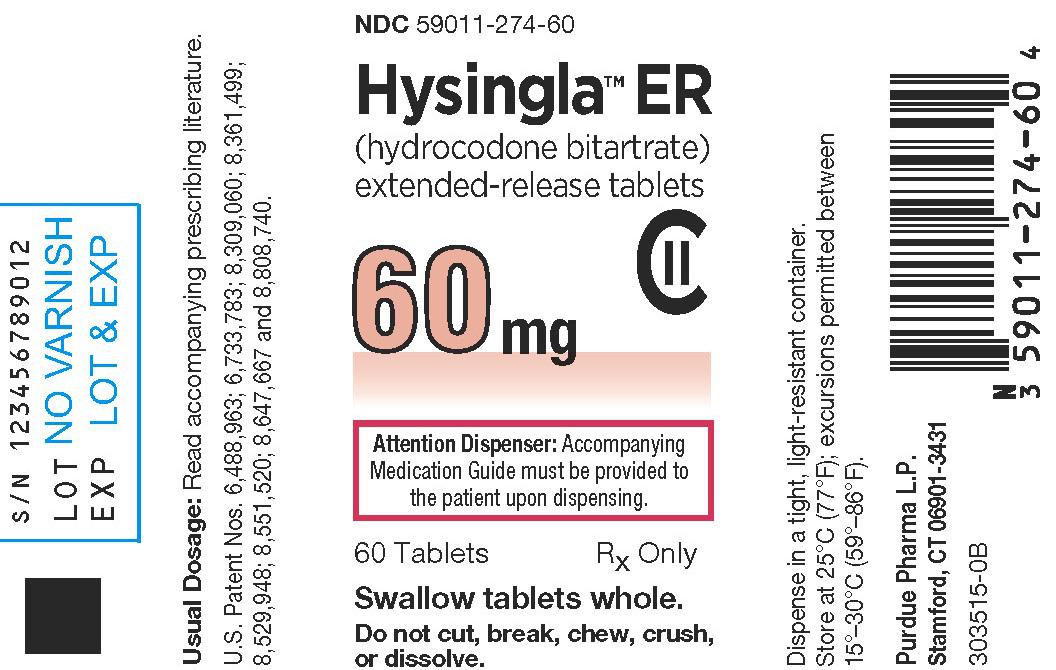 S/N 123456789012
LOT NO VARNISH
EXP LOT & EXP
Usual Dosage: Read accompanying prescribing literature.
U.S. Patent Nos. 6,488,963; 6,733,783; 8,309,060; 8,361,499;
8,529,948; 8,551,520; 8,647,667 and 8,808,740.
NDC 59011-274-60
Hysingla™ ER
(hydrocodone bitartrate)
extended-release tablets
CII
60 mg
Attention Dispenser: Accompanying
Medication Guide must be provided to
the patient upon dispensing.
60 Tablets Rx Only
Swallow tablets whole.
Do not cut, break, chew, crush,
or dissolve.
Dispense in a tight, light-resistant container.
Store at 25°C (77°F); excursions permitted between
15°–30°C (59°–86°F).
Purdue Pharma L.P.
Stamford, CT 06901-3431
303515-0B
N
3 59011-274-60 4